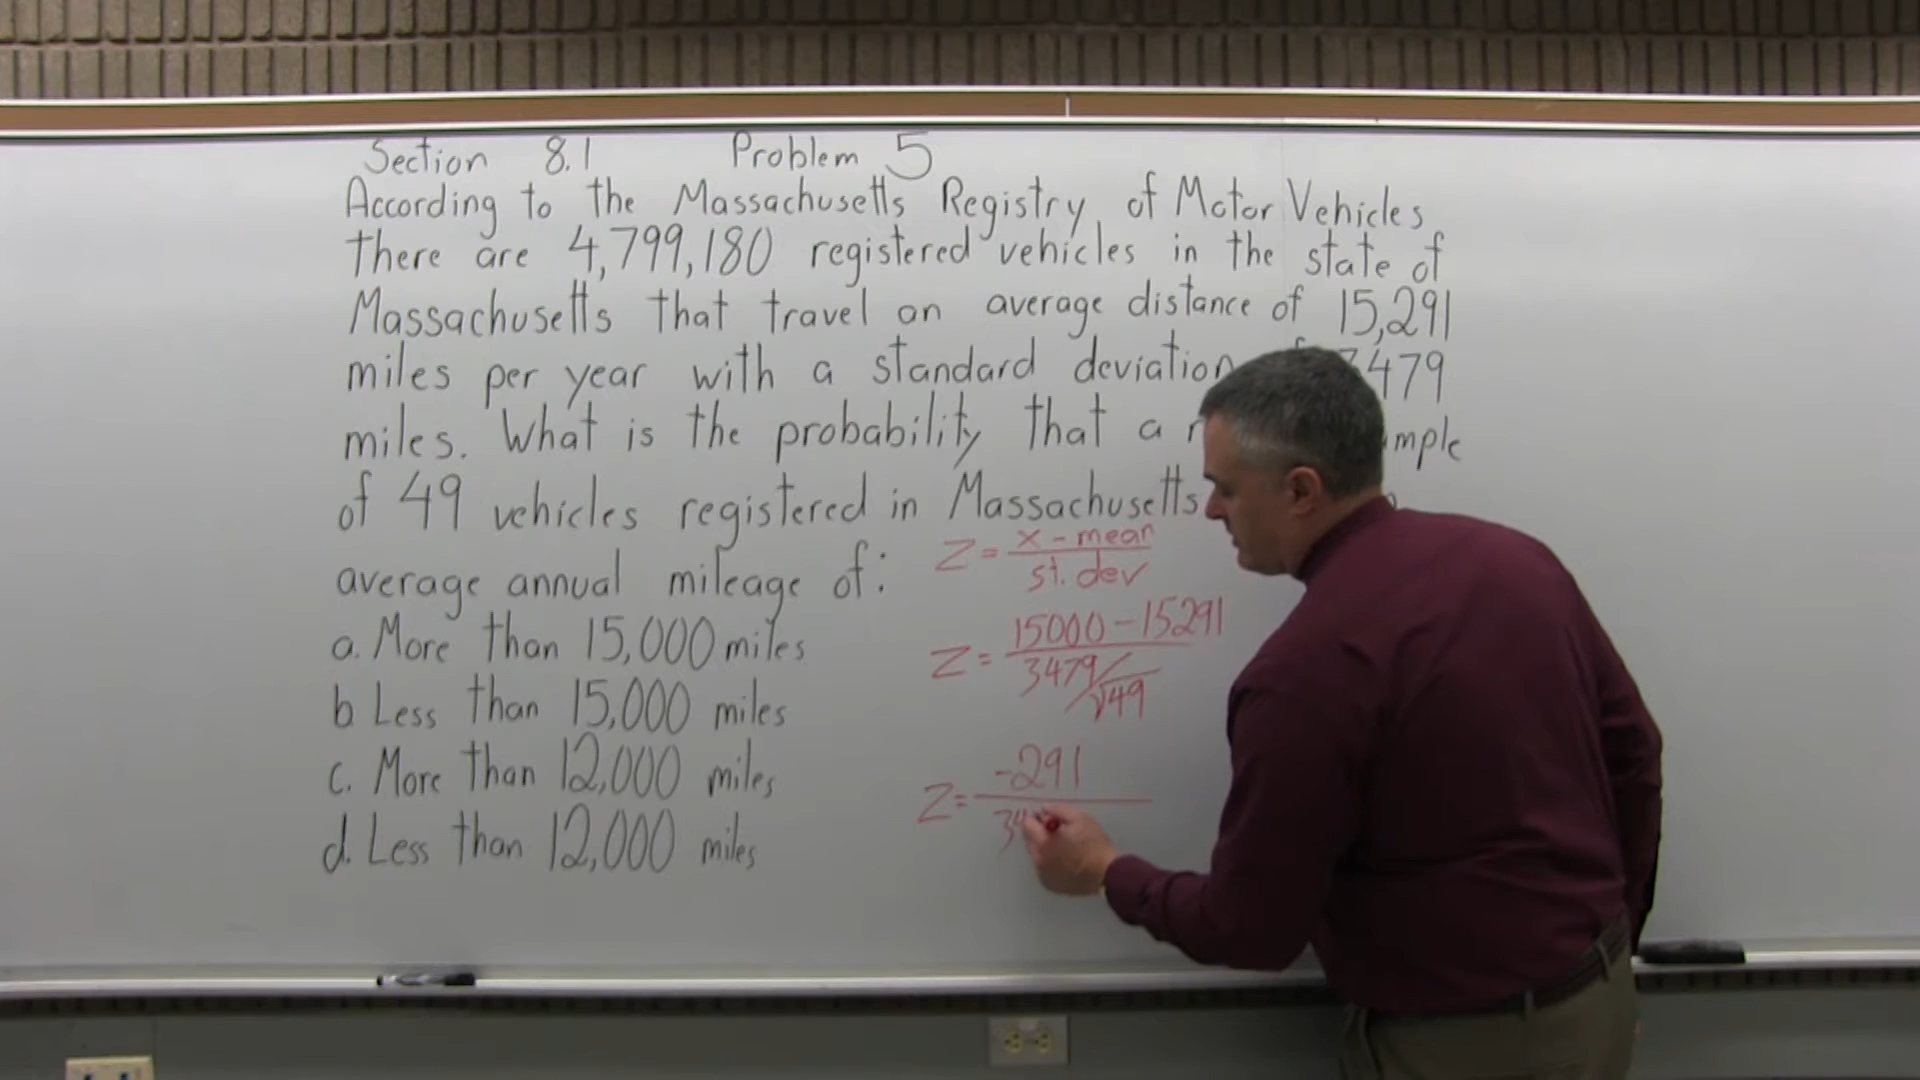 Section 8.1 Problem 5
According to the Massachusetts Registry of Motor Vehicles
there are 4,799,180 registered vehicles in the state of
Massachusetts that travel an average distance of 15,291
miles per year with a standard deviation 479
miles. What is the probability that a
of 49 vehicles registered in Massachusetts
average annual mileage of:
a. More than 15,000 miles
b Less than 15,000 miles
c. More than 12,000 miles
d. Less than 12,000 miles
Z = x - mean
st. dev
Z = 15000 - 15291
3479/√49
Z = -291